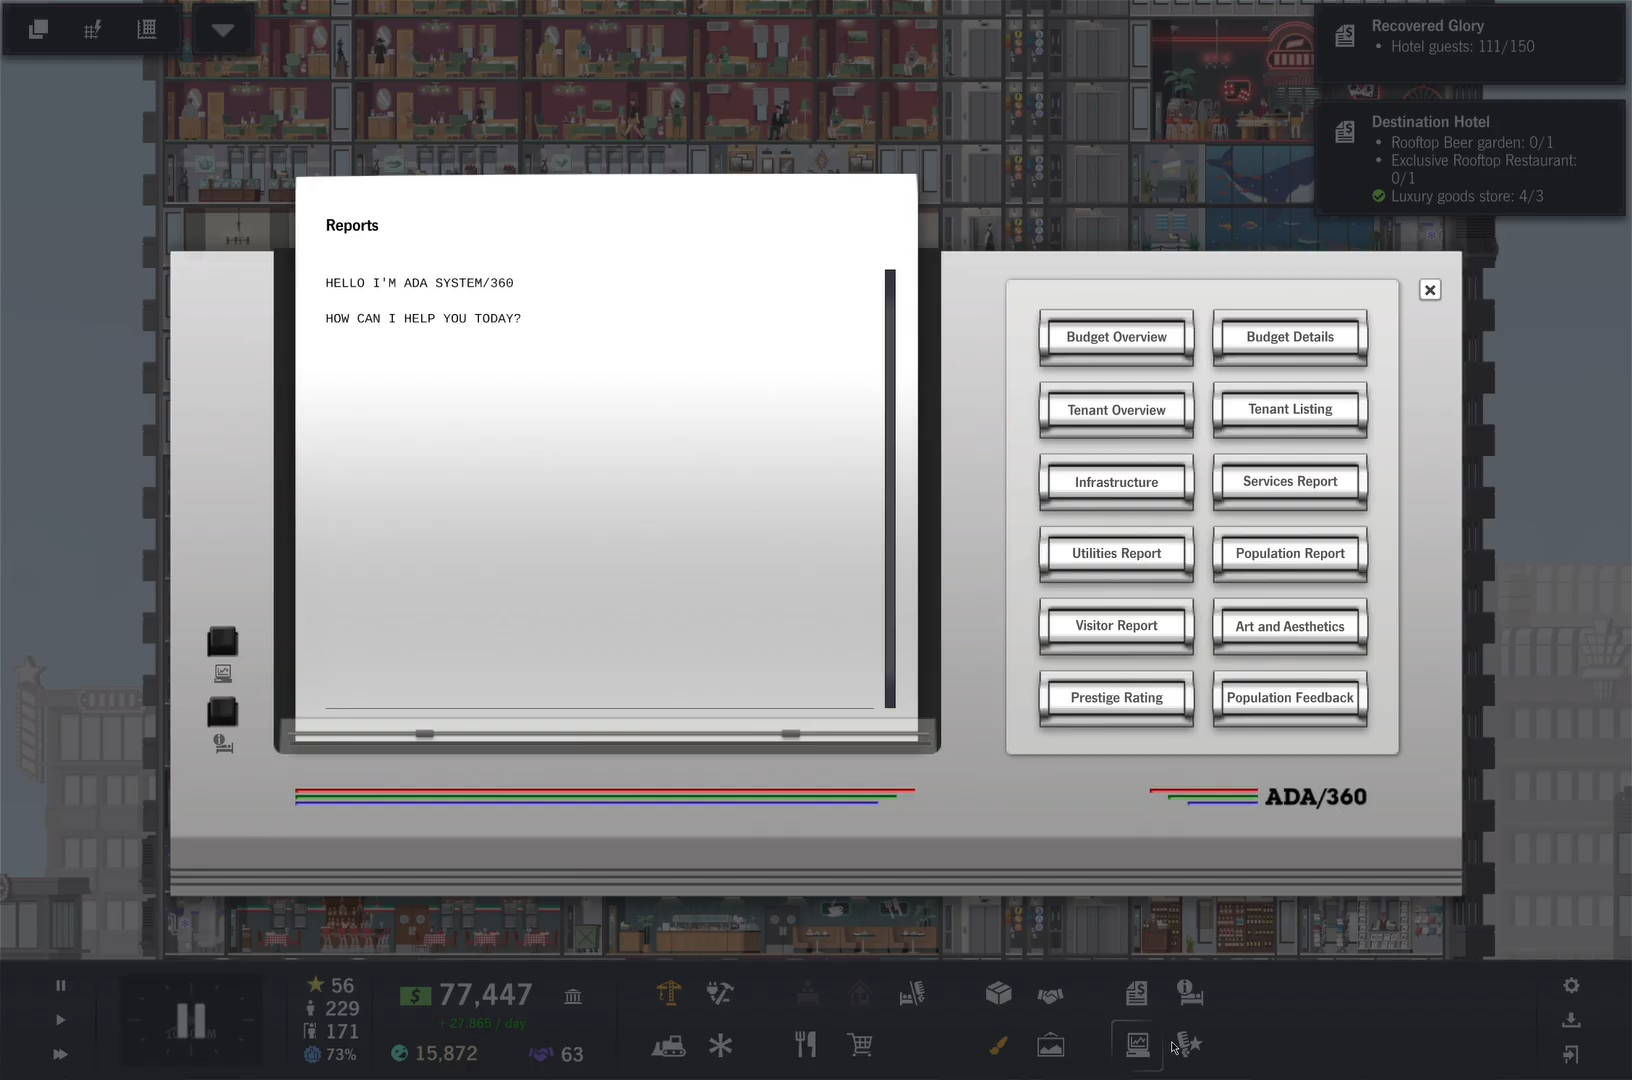 Recovered Glory
Hotel guests: 111/150
Destination Hotel
Rooftop Beer garden: 0/1
Exclusive Rooftop Restaurant:
0/1
Luxury goods store: 4/3
Reports
HELLO I'M ADA SYSTEM/360
HOW CAN I HELP YOU TODAY?
Budget Overview
Budget Details
Tenant Overview
Tenant Listing
Infrastructure
Services Report
Utilities Report
Population Report
Visitor Report
Art and Aesthetics
Prestige Rating
Population Feedback
ADA/360
56
229
171
73%
$ 77,447
+ 27.865 / day
15,872
63